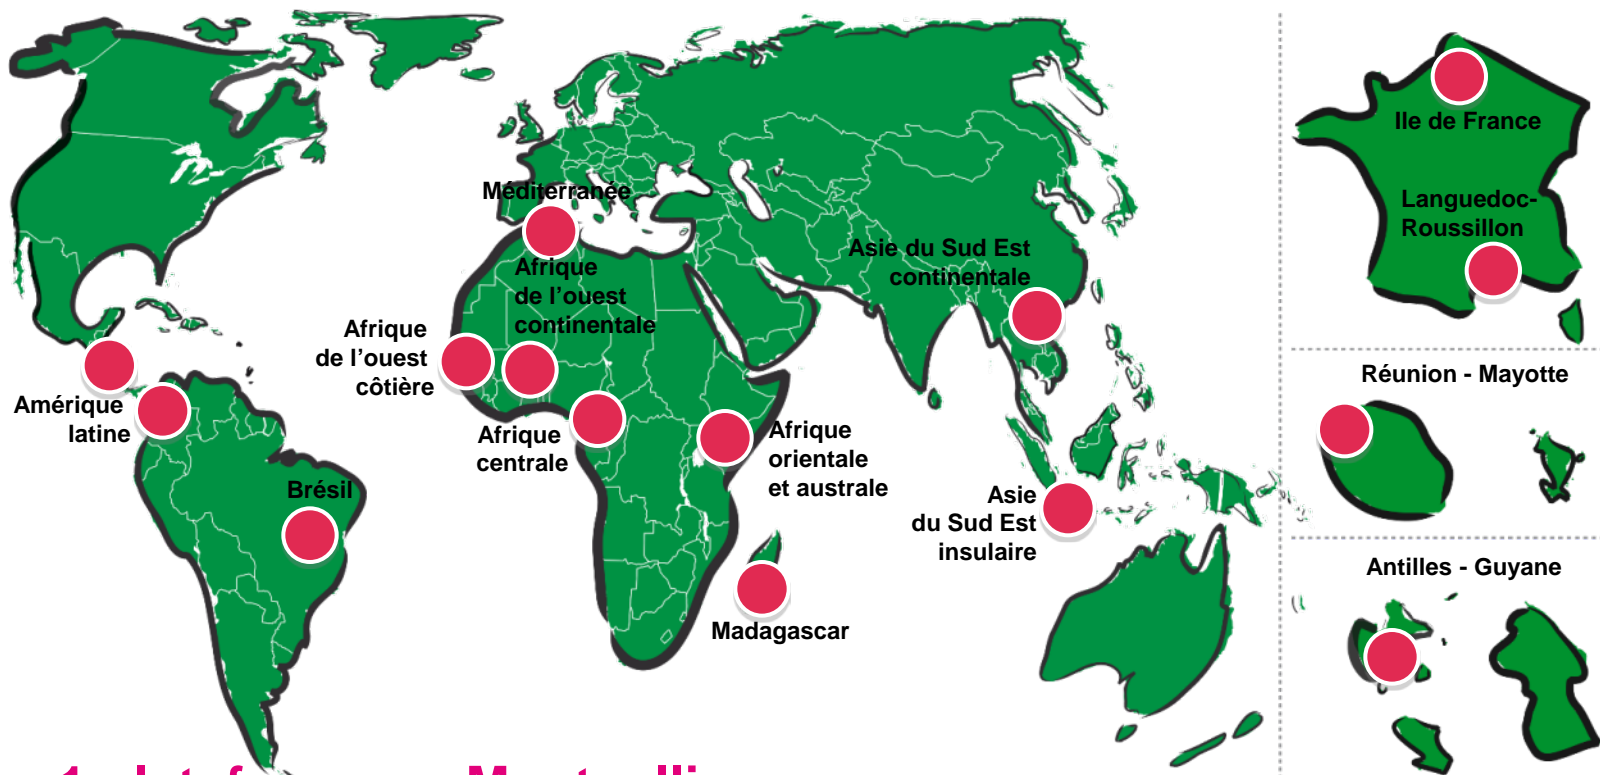 Méditerranée
Afrique
de l’ouest
continentale
Afrique
de l’ouest
côtière
Amérique
latine
Brésil
Afrique
centrale
Afrique
orientale
et australe
Madagascar
Asie du Sud Est
continentale
Asie
du Sud Est
insulaire
Ile de France
Languedoc-
Roussillon
Réunion - Mayotte
Antilles - Guyane